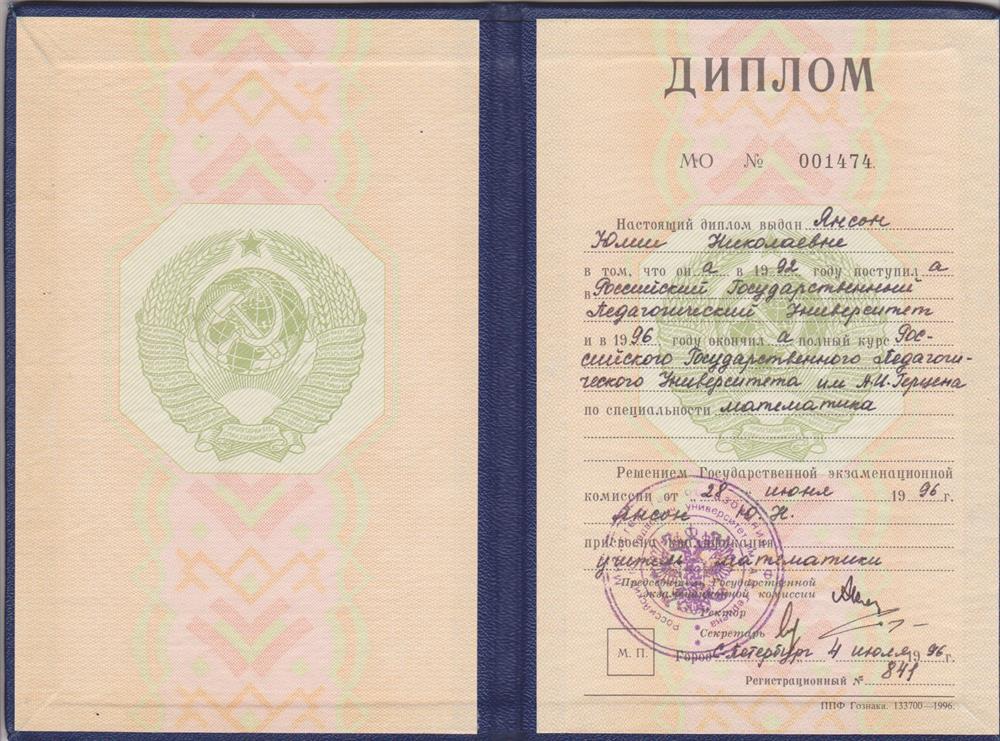 ДИПЛОМ
МО № 001474.
Настоящий диплом выдан Янсон
Юлии Николаевне
в том, что он а в 1992 году поступил а
в Российский Государственный
Педагогический Университет
и в 1996 году окончил а полный курс Рос-
сийского Государственного Педагоги-
ческого Университета им А.И. Герцена
по специальности математика
Решением Государственной экзаменационной
комиссии от "28" июня 1996 г.
Янсон Ю.Н.
присвоена квалификация
учитель математики
Председатель Государственной
экзаменационной комиссии
Ректор
Секретарь
М. П.
Город С-Петербург 4 июля 1996 г.
Регистрационный № 841
ППФ Гознака. 133700—1996.